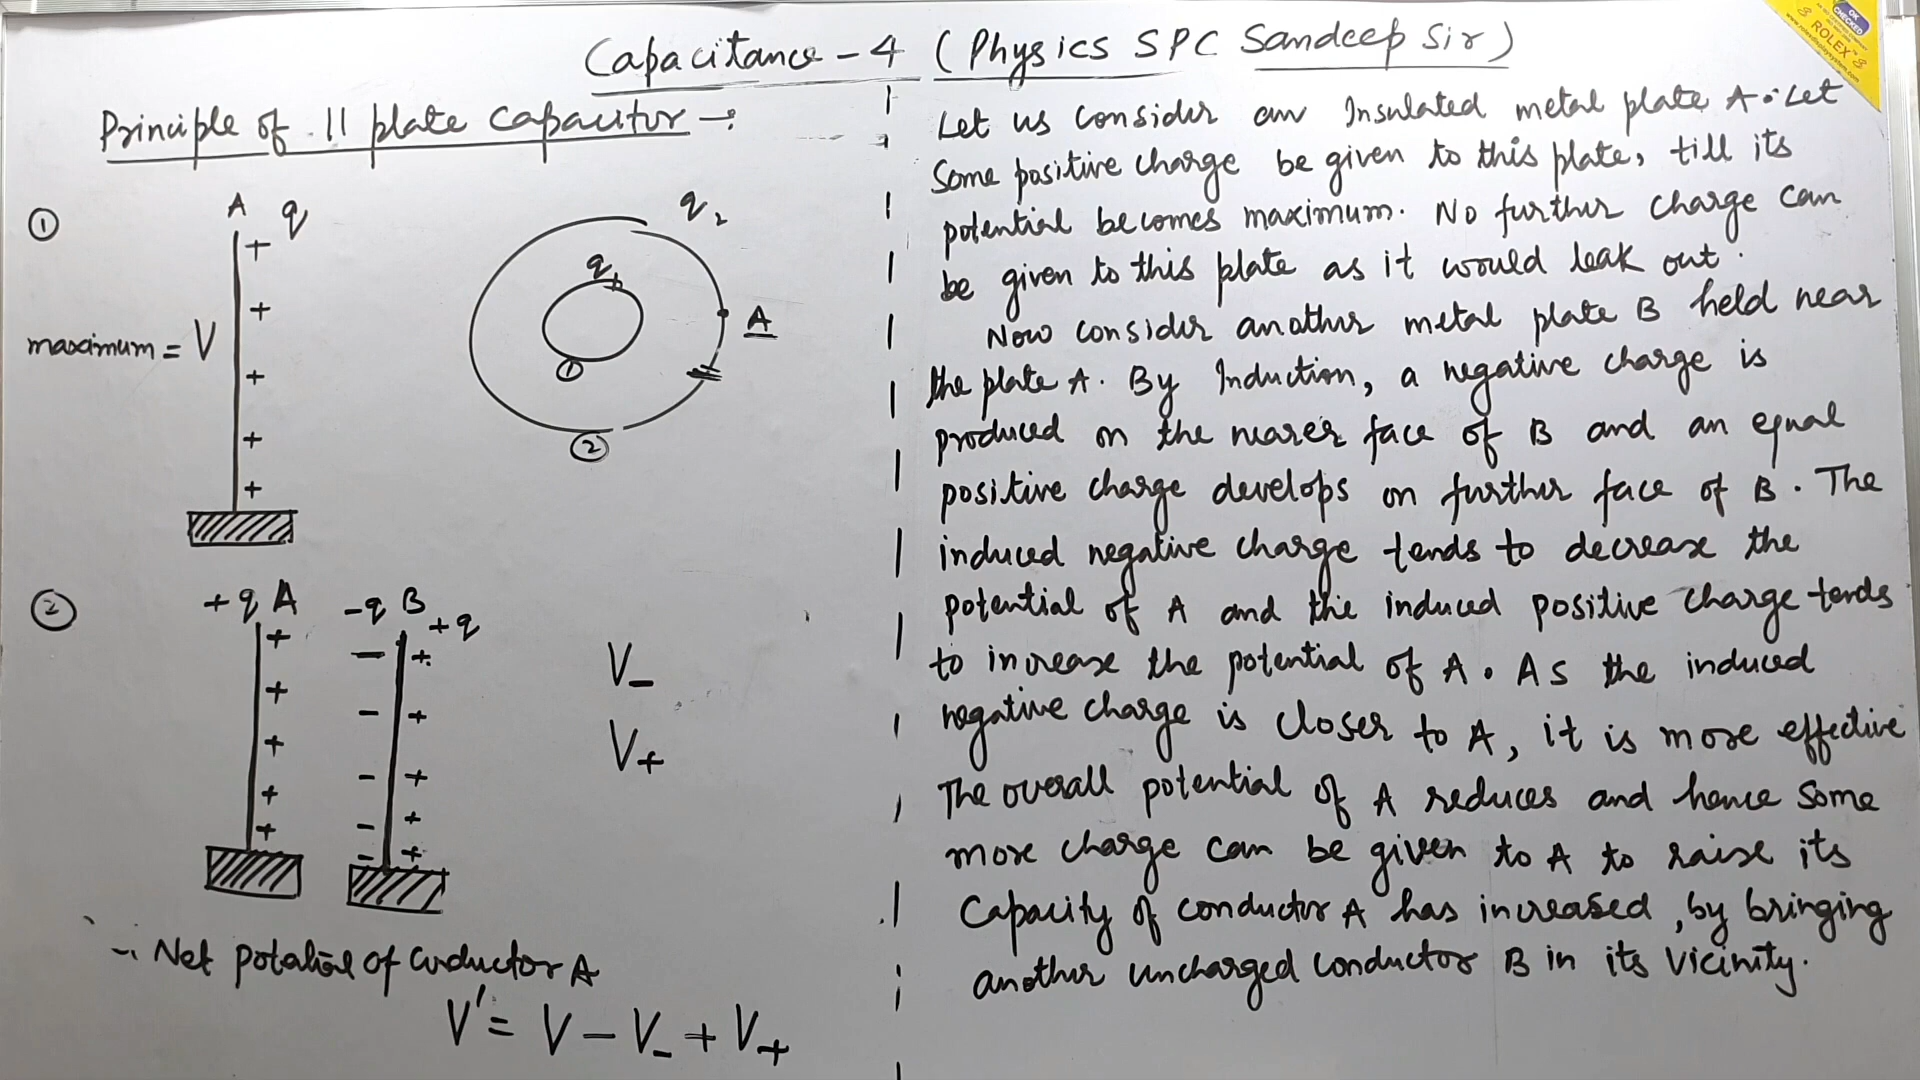 Capacitance - 4 (Physics SPC Sandeep Sir)
Principle of || plate capacitor →:
①
A q
+
+
maximum = V
+
+
+
q₂
q₁
A
①
②
②
+q A -q B +q
V₋
V₊
∴ Net potential of conductor A
V' = V - V₋ + V₊
Let us consider an Insulated metal plate A. Let
Some positive charge be given to this plate, till its
potential becomes maximum. No further charge can
be given to this plate as it would leak out.
Now consider another metal plate B held near
the plate A. By Induction, a negative charge is
produced on the nearer face of B and an equal
positive charge develops on further face of B. The
induced negative charge tends to decrease the
potential of A and the induced positive charge tends
to increase the potential of A. As the induced
negative charge is closer to A, it is more effective
The overall potential of A reduces and hence some
more charge can be given to A to raise its
Capacity of conductor A has increased, by bringing
another uncharged conductor B in its vicinity.
OK
CHECKED
ROLEX